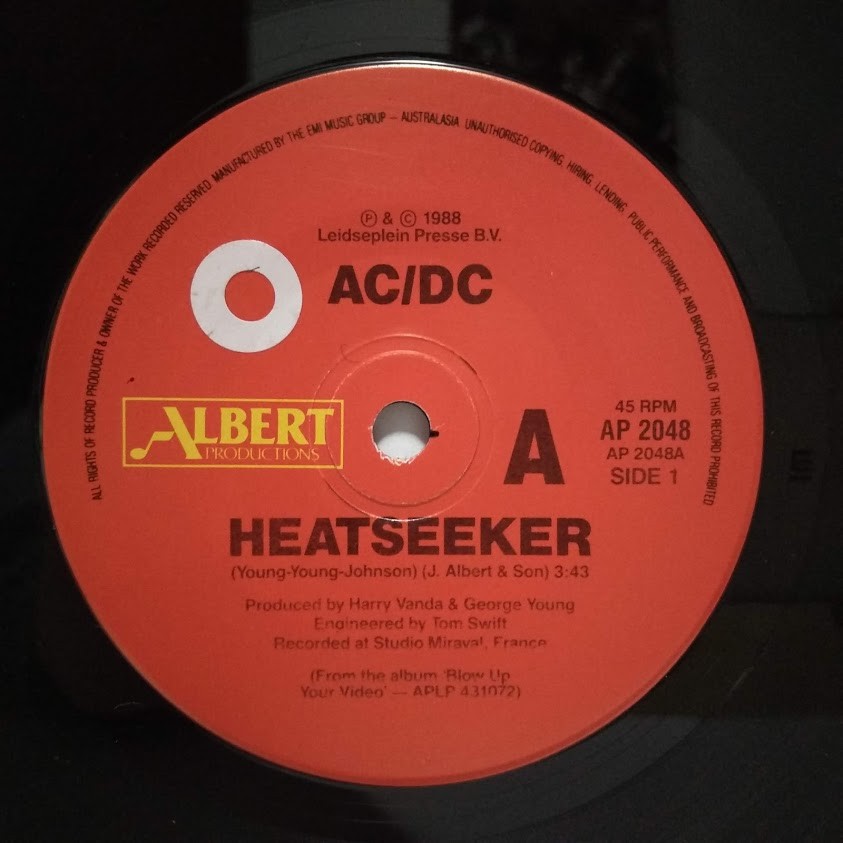 ALL RIGHTS OF RECORD PRODUCER & OWNER OF THE WORK RECORDED RESERVED. MANUFACTURED BY THE EMI MUSIC GROUP — AUSTRALASIA. UNAUTHORISED COPYING, HIRING, LENDING, PUBLIC PERFORMANCE AND BROADCASTING OF THIS RECORD PROHIBITED
Ⓟ & © 1988
Leidseplein Presse B.V.
AC/DC
ALBERT
PRODUCTIONS
A
45 RPM
AP 2048
AP 2048A
SIDE 1
HEATSEEKER
(Young-Young-Johnson) (J. Albert & Son) 3:43
Produced by Harry Vanda & George Young
Engineered by Tom Swift
Recorded at Studio Miraval, France
(From the album 'Blow Up
Your Video' — APLP 431072)